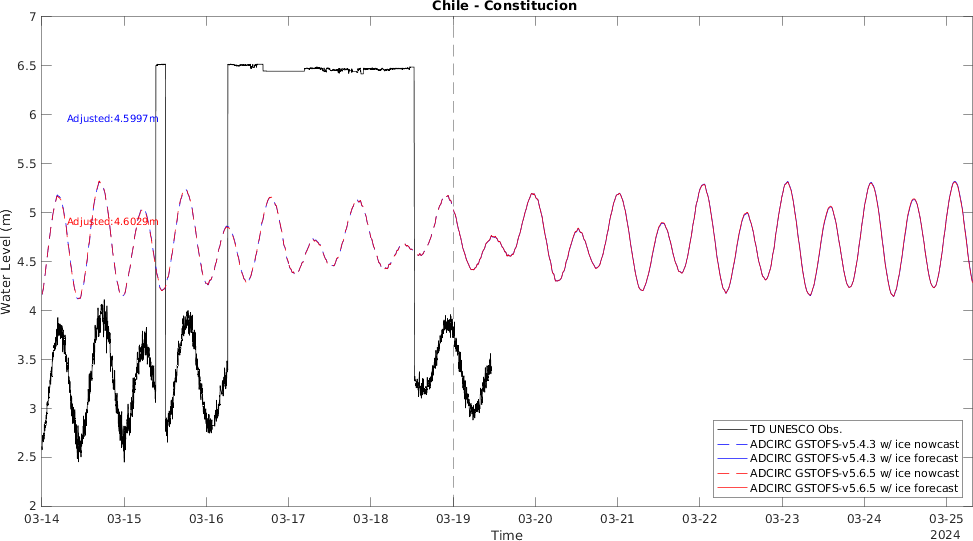 Chile - Constitucion
7
6.5
6
5.5
5
4.5
4
3.5
3
2.5
2
Water Level (m)
Adjusted:4.5997m
Adjusted:4.6029m
TD UNESCO Obs.
ADCIRC GSTOFS-v5.4.3 w/ ice nowcast
ADCIRC GSTOFS-v5.4.3 w/ ice forecast
ADCIRC GSTOFS-v5.6.5 w/ ice nowcast
ADCIRC GSTOFS-v5.6.5 w/ ice forecast
03-14 03-15 03-16 03-17 03-18 03-19 03-20 03-21 03-22 03-23 03-24 03-25
2024
Time